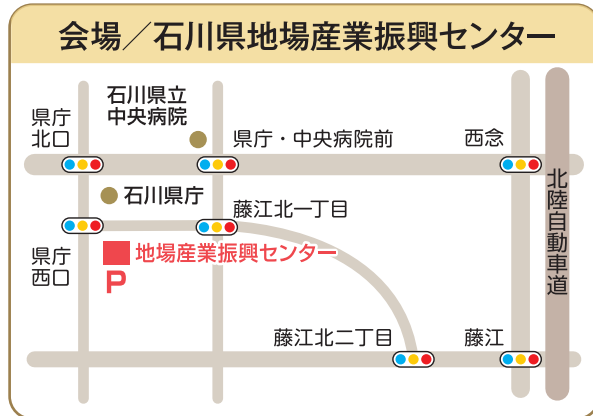 会場／石川県地場産業振興センター
石川県立
中央病院
県庁
北口
県庁・中央病院前
西念
北陸自動車道
石川県庁
藤江北一丁目
県庁
西口
地場産業振興センター
P
藤江北二丁目
藤江